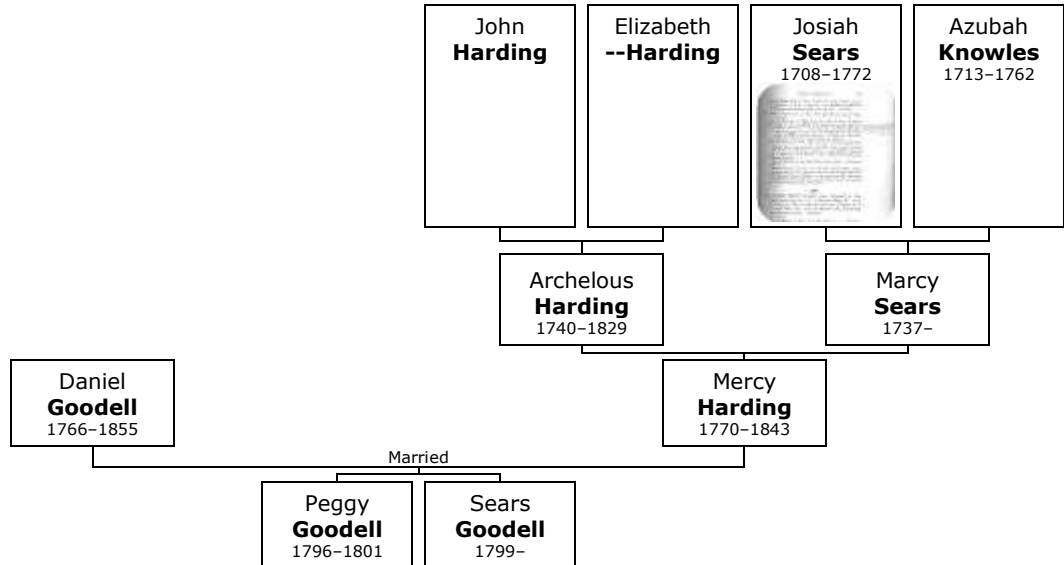 John
Harding
Elizabeth
--Harding
Josiah
Sears
1708–1772
Azubah
Knowles
1713–1762
Archelous
Harding
1740–1829
Marcy
Sears
1737–
Daniel
Goodell
1766–1855
Mercy
Harding
1770–1843
Married
Peggy
Goodell
1796–1801
Sears
Goodell
1799–